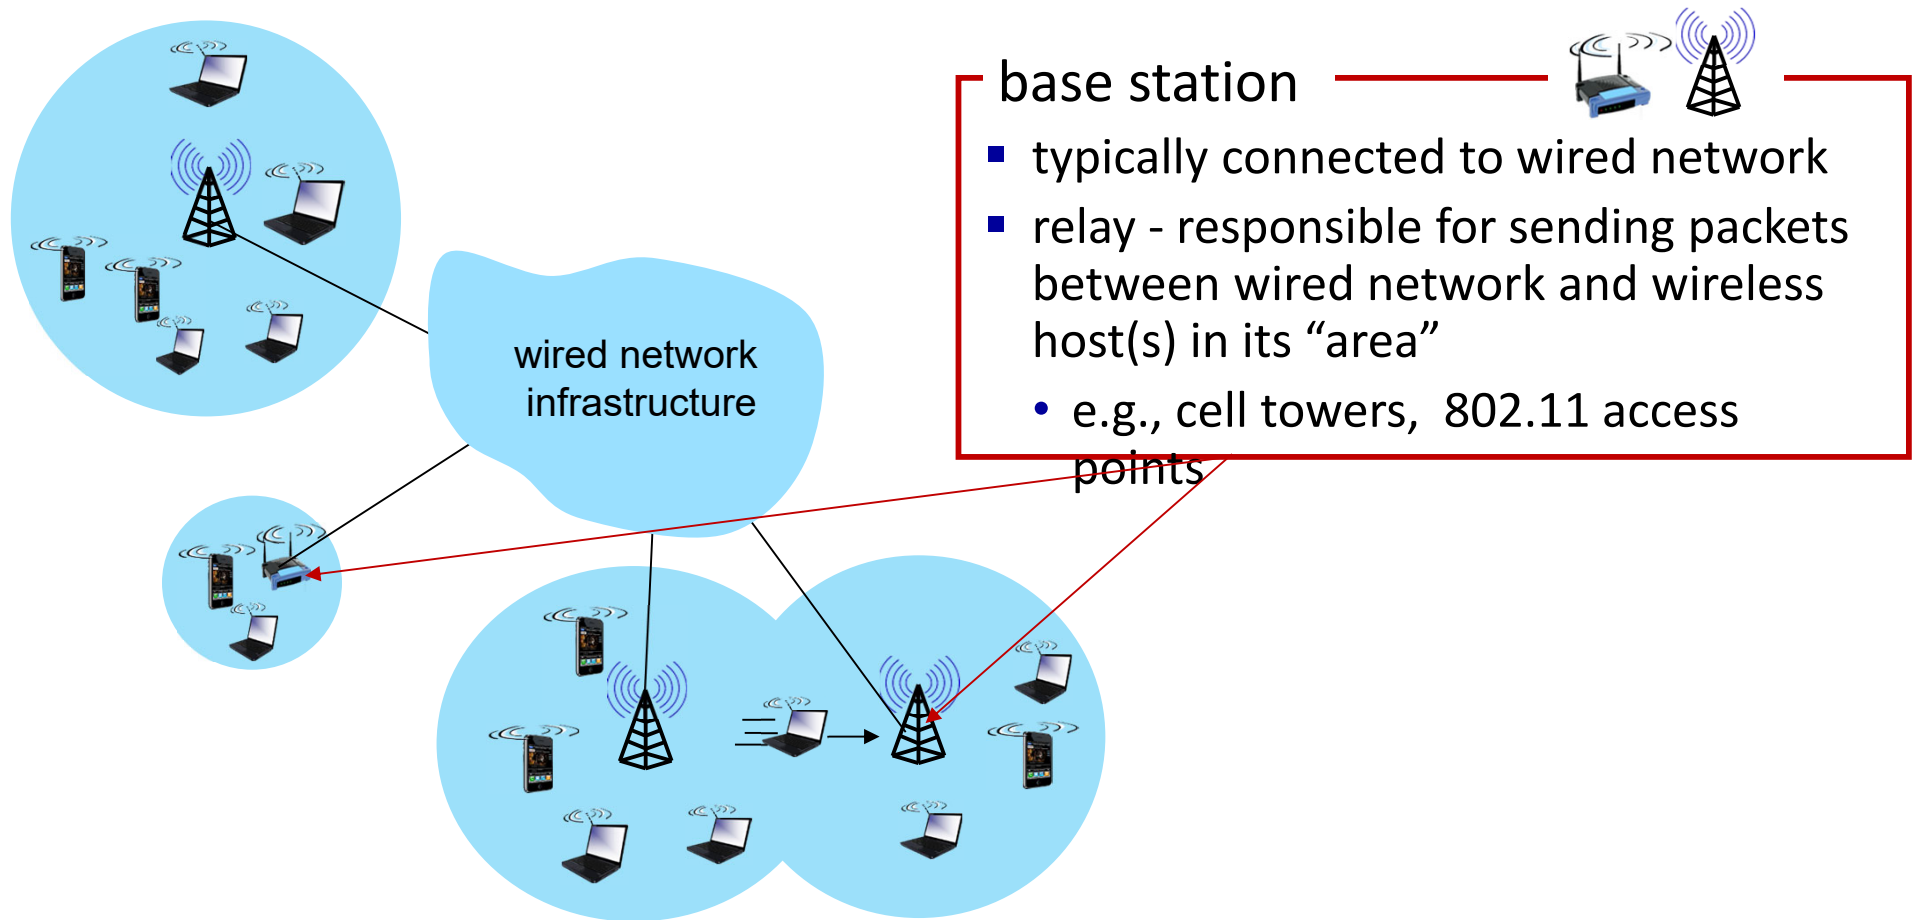 base station
▪ typically connected to wired network
▪ relay - responsible for sending packets
between wired network and wireless
host(s) in its “area”
• e.g., cell towers, 802.11 access
points
wired network
infrastructure